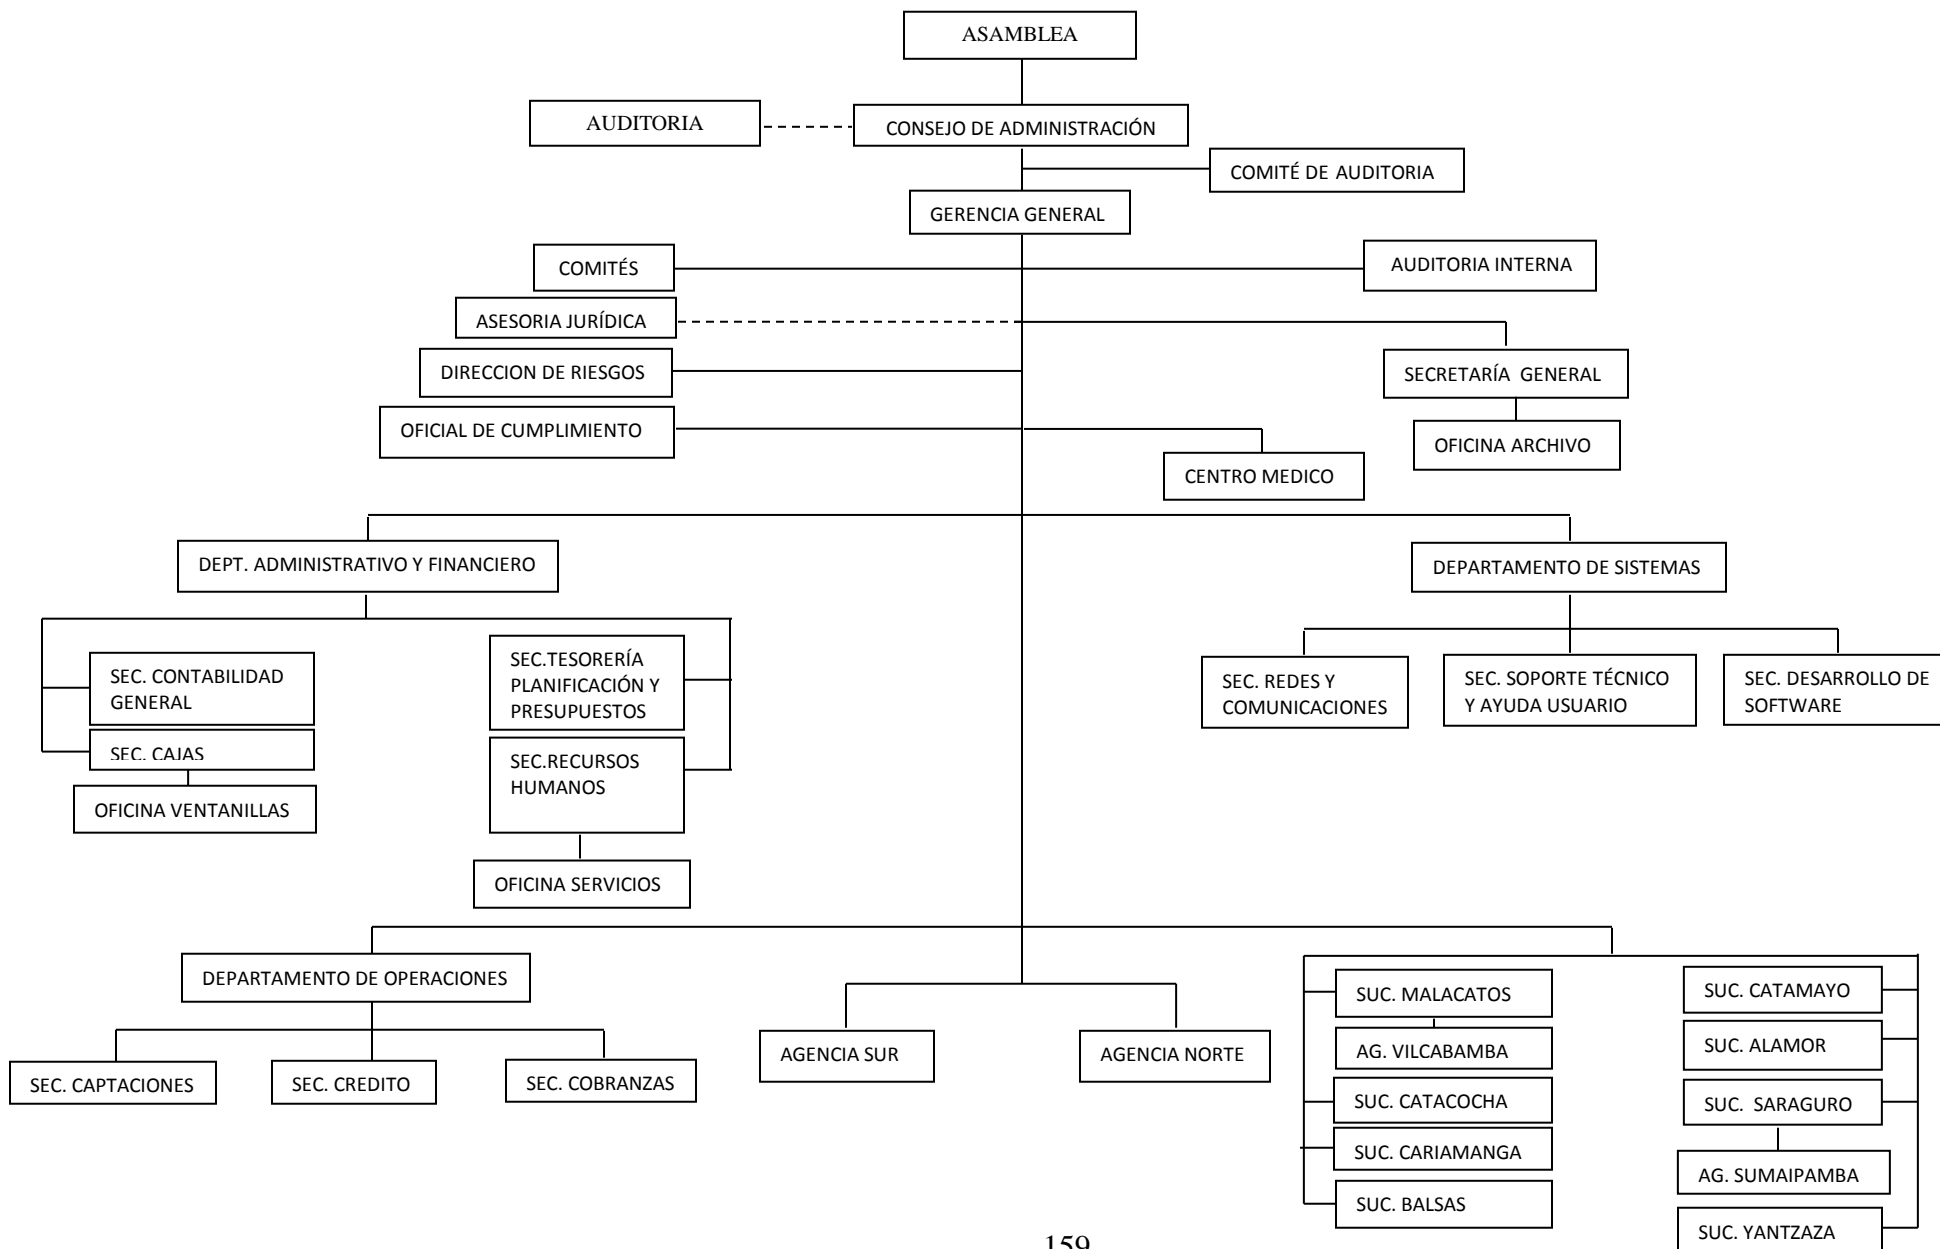 ASAMBLEA
AUDITORIA
CONSEJO DE ADMINISTRACIÓN
COMITÉ DE AUDITORIA
GERENCIA GENERAL
COMITÉS
AUDITORIA INTERNA
ASESORIA JURÍDICA
DIRECCION DE RIESGOS
SECRETARÍA GENERAL
OFICIAL DE CUMPLIMIENTO
OFICINA ARCHIVO
CENTRO MEDICO
DEPT. ADMINISTRATIVO Y FINANCIERO
DEPARTAMENTO DE SISTEMAS
SEC. CONTABILIDAD
GENERAL
SEC. CAJAS
OFICINA VENTANILLAS
SEC.TESORERÍA
PLANIFICACIÓN Y
PRESUPUESTOS
SEC.RECURSOS
HUMANOS
OFICINA SERVICIOS
SEC. REDES Y
COMUNICACIONES
SEC. SOPORTE TÉCNICO
Y AYUDA USUARIO
SEC. DESARROLLO DE
SOFTWARE
DEPARTAMENTO DE OPERACIONES
SEC. CAPTACIONES
SEC. CREDITO
SEC. COBRANZAS
AGENCIA SUR
AGENCIA NORTE
SUC. MALACATOS
AG. VILCABAMBA
SUC. CATACOCHA
SUC. CARIAMANGA
SUC. BALSAS
SUC. CATAMAYO
SUC. ALAMOR
SUC. SARAGURO
AG. SUMAIPAMBA
SUC. YANTZAZA
159